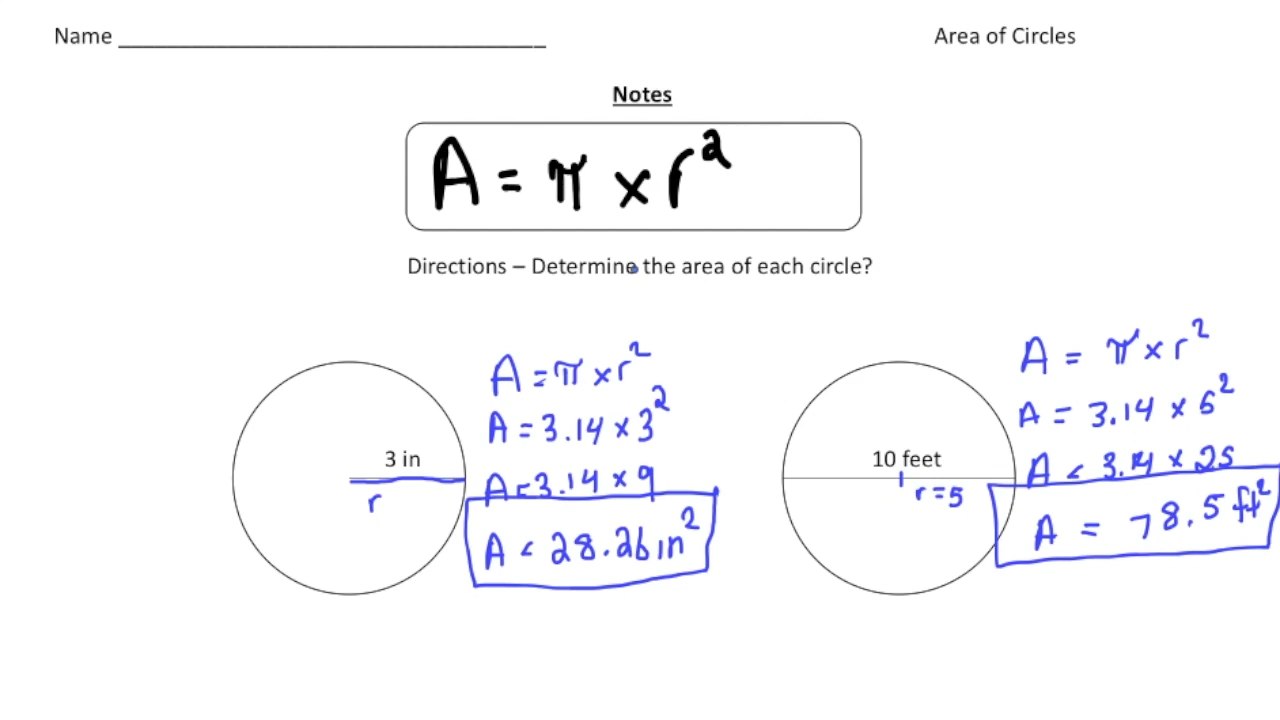 Name ___________________________________ Area of Circles
Notes
A = π × r²
Directions – Determine the area of each circle?
3 in
r
A = π × r²
A = 3.14 × 3²
A = 3.14 × 9
A = 28.26 in²
10 feet
r = 5
A = π × r²
A = 3.14 × 5²
A = 3.14 × 25
A = 78.5 ft²